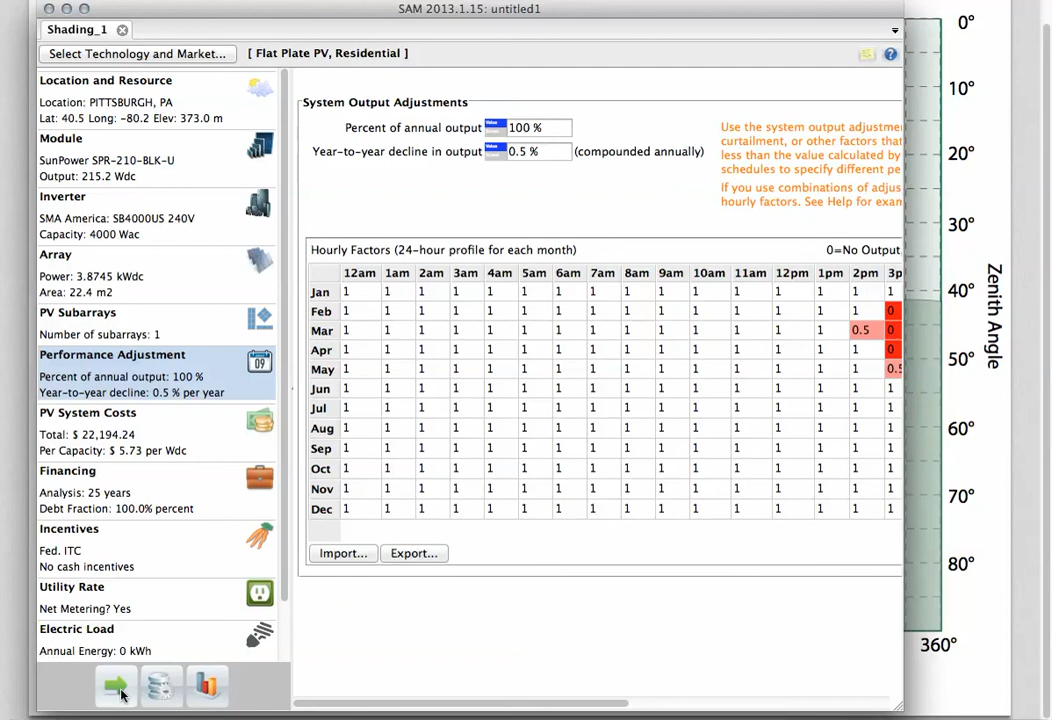 SAM 2013.1.15: untitled1
Shading_1
Select Technology and Market...
[ Flat Plate PV, Residential ]
Location and Resource
Location: PITTSBURGH, PA
Lat: 40.5 Long: -80.2 Elev: 373.0 m
Module
SunPower SPR-210-BLK-U
Output: 215.2 Wdc
Inverter
SMA America: SB4000US 240V
Capacity: 4000 Wac
Array
Power: 3.8745 kWdc
Area: 22.4 m2
PV Subarrays
Number of subarrays: 1
Performance Adjustment
Percent of annual output: 100 %
Year-to-year decline: 0.5 % per year
PV System Costs
Total: $ 22,194.24
Per Capacity: $ 5.73 per Wdc
Financing
Analysis: 25 years
Debt Fraction: 100.0% percent
Incentives
Fed. ITC
No cash incentives
Utility Rate
Net Metering? Yes
Electric Load
Annual Energy: 0 kWh
09
System Output Adjustments
Percent of annual output Value 100 %
Year-to-year decline in output Value 0.5 % (compounded annually)
Use the system output adjustme
curtailment, or other factors that
less than the value calculated by
schedules to specify different pe
If you use combinations of adjus
hourly factors. See Help for exam
Hourly Factors (24-hour profile for each month) 0=No Output
12am 1am 2am 3am 4am 5am 6am 7am 8am 9am 10am 11am 12pm 1pm 2pm 3p
Jan 1 1 1 1 1 1 1 1 1 1 1 1 1 1 1 1
Feb 1 1 1 1 1 1 1 1 1 1 1 1 1 1 1 0
Mar 1 1 1 1 1 1 1 1 1 1 1 1 1 1 0.5 0
Apr 1 1 1 1 1 1 1 1 1 1 1 1 1 1 1 0
May 1 1 1 1 1 1 1 1 1 1 1 1 1 1 1 0.5
Jun 1 1 1 1 1 1 1 1 1 1 1 1 1 1 1 1
Jul 1 1 1 1 1 1 1 1 1 1 1 1 1 1 1 1
Aug 1 1 1 1 1 1 1 1 1 1 1 1 1 1 1 1
Sep 1 1 1 1 1 1 1 1 1 1 1 1 1 1 1 1
Oct 1 1 1 1 1 1 1 1 1 1 1 1 1 1 1 1
Nov 1 1 1 1 1 1 1 1 1 1 1 1 1 1 1 1
Dec 1 1 1 1 1 1 1 1 1 1 1 1 1 1 1 1
Import... Export...
0°
10°
20°
30°
40°
50°
60°
70°
80°
360°
Zenith Angle